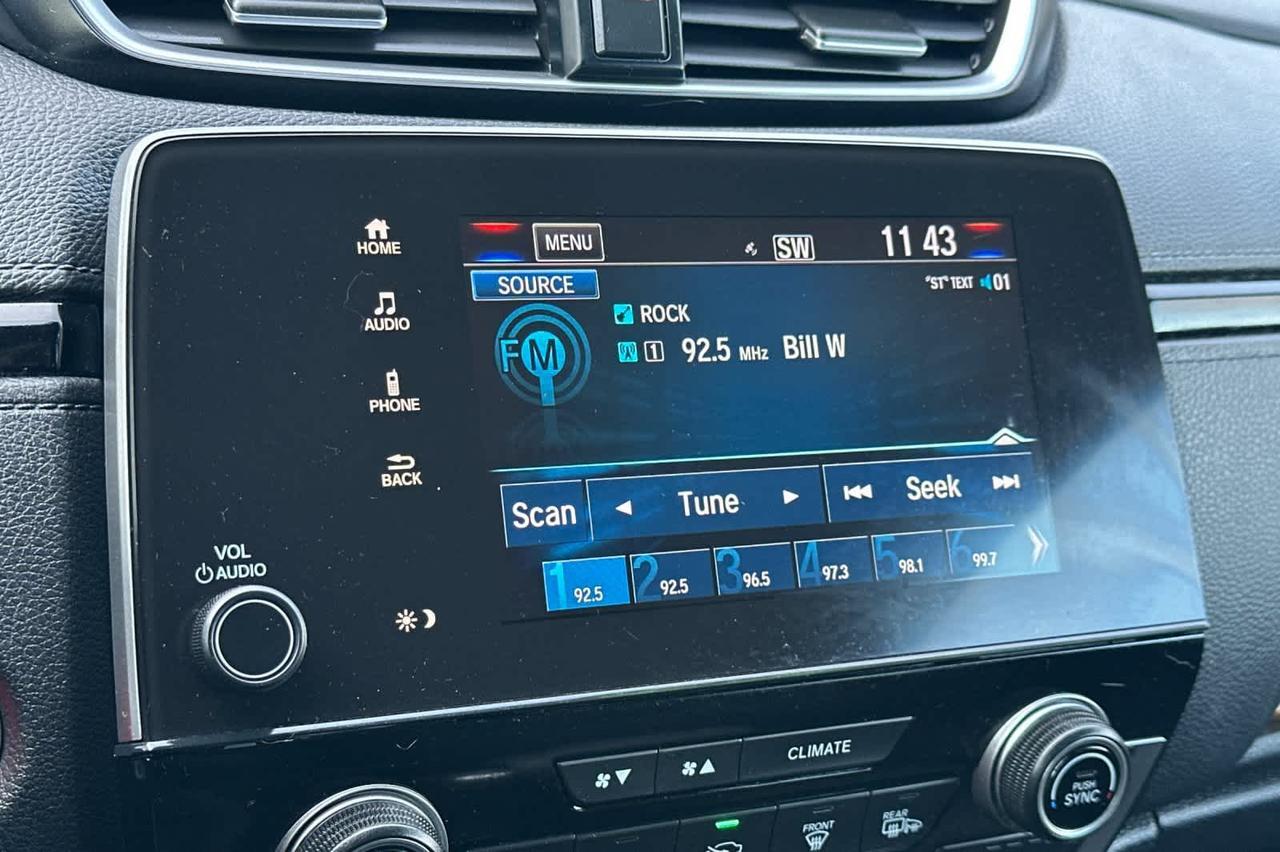 HOME
AUDIO
PHONE
BACK
VOL
AUDIO
MENU
SW
11 43
SOURCE
"ST" TEXT 01
FM
ROCK
1 92.5 MHz Bill W
Scan
Tune
Seek
1 92.5
2 92.5
3 96.5
4 97.3
5 98.1
6 99.7
CLIMATE
PUSH
SYNC
FRONT
REAR